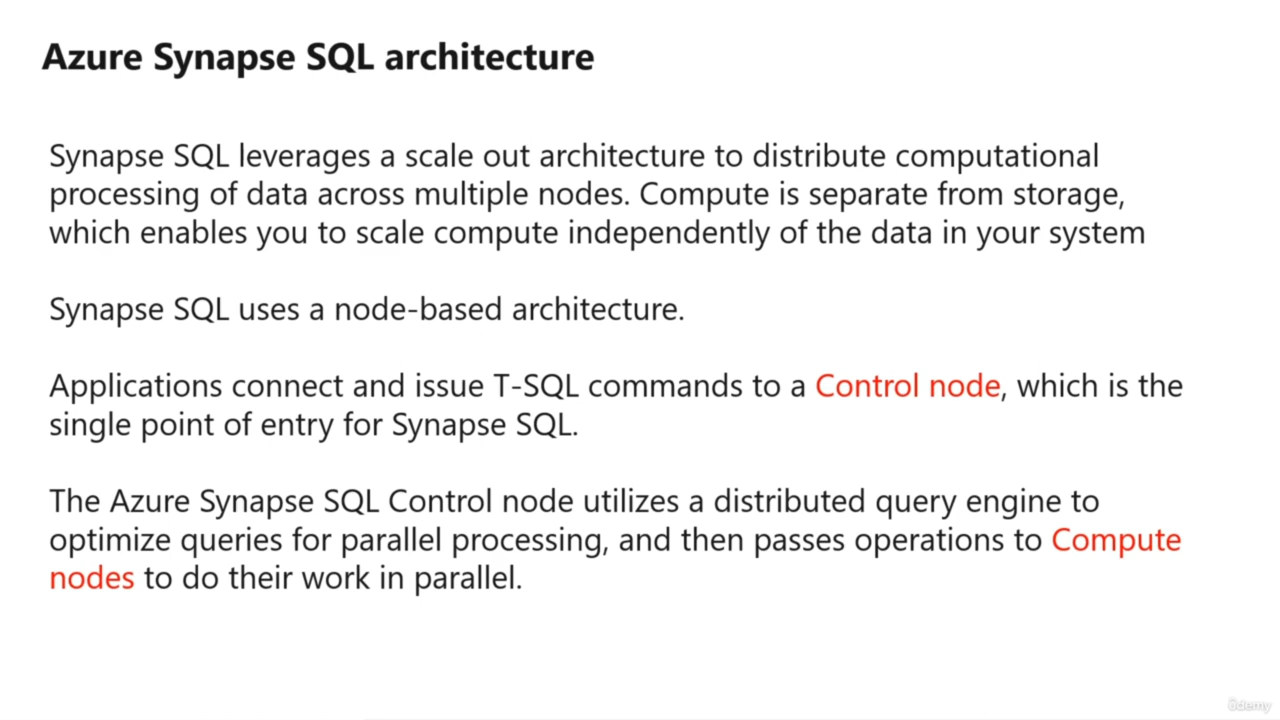 Azure Synapse SQL architecture
Synapse SQL leverages a scale out architecture to distribute computational
processing of data across multiple nodes. Compute is separate from storage,
which enables you to scale compute independently of the data in your system
Synapse SQL uses a node-based architecture.
Applications connect and issue T-SQL commands to a Control node, which is the
single point of entry for Synapse SQL.
The Azure Synapse SQL Control node utilizes a distributed query engine to
optimize queries for parallel processing, and then passes operations to Compute
nodes to do their work in parallel.
ûdemy